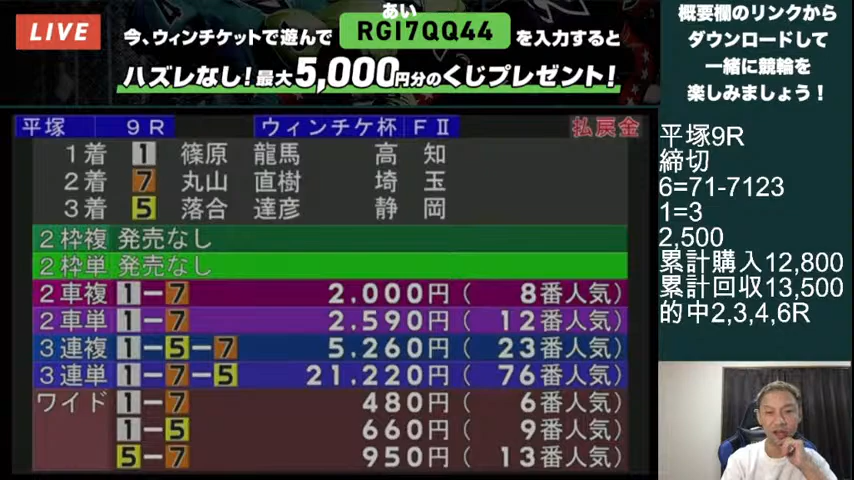 LIVE
あい
今、ウィンチケットで遊んで RGI7QQ44 を入力すると
ハズレなし！最大5,000円分のくじプレゼント！
概要欄のリンクから
ダウンロードして
一緒に競輪を
楽しみましょう！
平塚 9R ウィンチケ杯 FⅡ 払戻金
1着 1 篠原 龍馬 高知
2着 7 丸山 直樹 埼玉
3着 5 落合 達彦 静岡
2枠複 発売なし
2枠単 発売なし
2車複 1-7 2,000円( 8番人気)
2車単 1-7 2,590円( 12番人気)
3連複 1-5-7 5,260円( 23番人気)
3連単 1-7-5 21,220円( 76番人気)
ワイド 1-7 480円( 6番人気)
1-5 660円( 9番人気)
5-7 950円( 13番人気)
平塚9R
締切
6=71-7123
1=3
2,500
累計購入12,800
累計回収13,500
的中2,3,4,6R